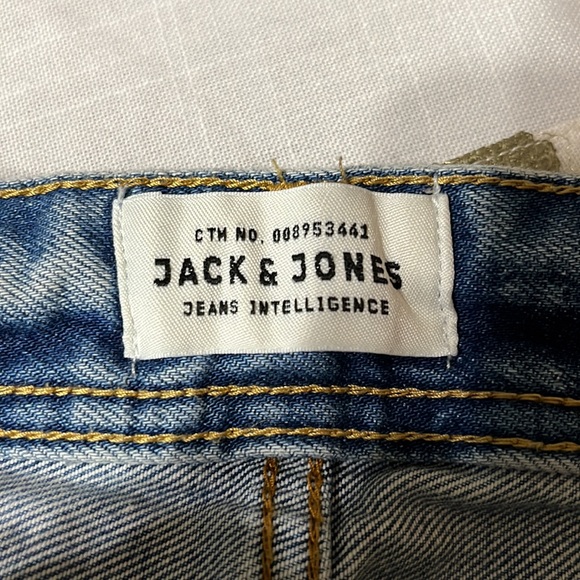 CTM NO. 008953441
JACK & JONES
JEANS INTELLIGENCE